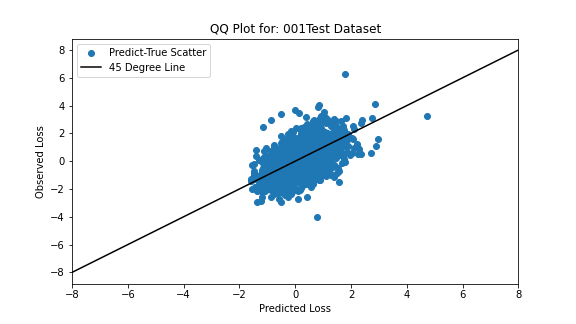 QQ Plot for: 001Test Dataset
Predict-True Scatter
45 Degree Line
Observed Loss
8
6
4
2
0
−2
−4
−6
−8
−8 −6 −4 −2 0 2 4 6 8
Predicted Loss